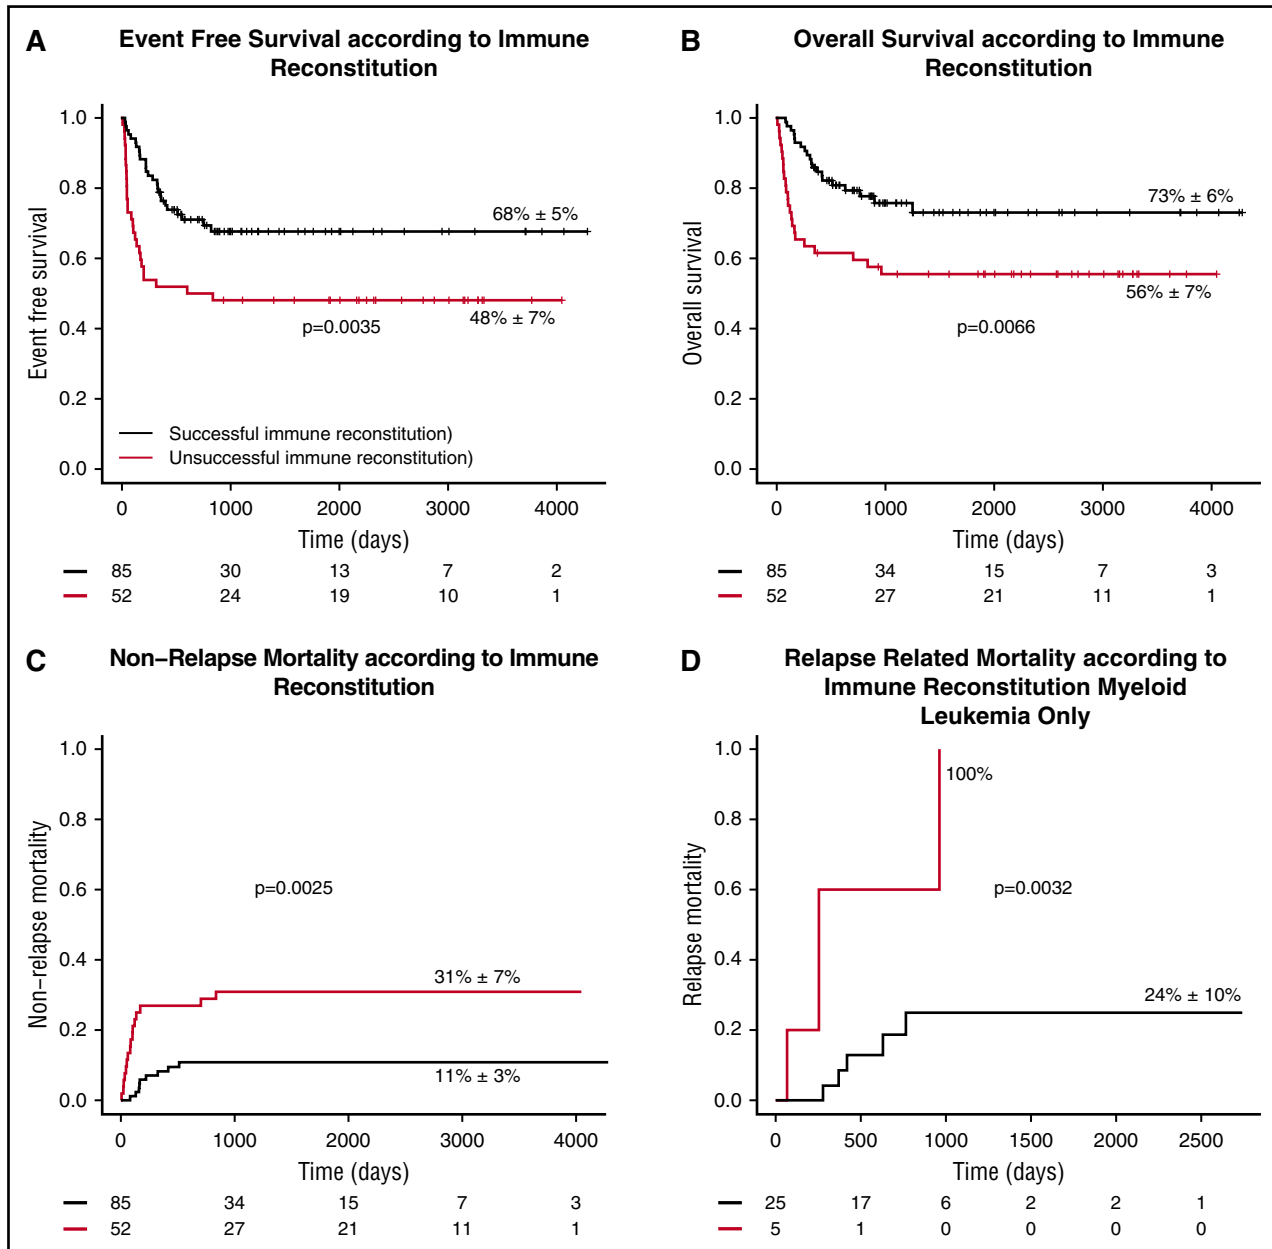 A
Event Free Survival according to Immune
Reconstitution
1.0
0.8
0.6
0.4
0.2
0.0
Event free survival
68% ± 5%
48% ± 7%
p=0.0035
Successful immune reconstitution)
Unsuccessful immune reconstitution)
0 1000 2000 3000 4000
Time (days)
85 30 13 7 2
52 24 19 10 1
B
Overall Survival according to Immune
Reconstitution
1.0
0.8
0.6
0.4
0.2
0.0
Overall survival
73% ± 6%
56% ± 7%
p=0.0066
0 1000 2000 3000 4000
Time (days)
85 34 15 7 3
52 27 21 11 1
C
Non–Relapse Mortality according to Immune
Reconstitution
1.0
0.8
0.6
0.4
0.2
0.0
Non–relapse mortality
p=0.0025
31% ± 7%
11% ± 3%
0 1000 2000 3000 4000
Time (days)
85 34 15 7 3
52 27 21 11 1
D
Relapse Related Mortality according to
Immune Reconstitution Myeloid
Leukemia Only
1.0
0.8
0.6
0.4
0.2
0.0
Relapse mortality
100%
p=0.0032
24% ± 10%
0 500 1000 1500 2000 2500
Time (days)
25 17 6 2 2 1
5 1 0 0 0 0